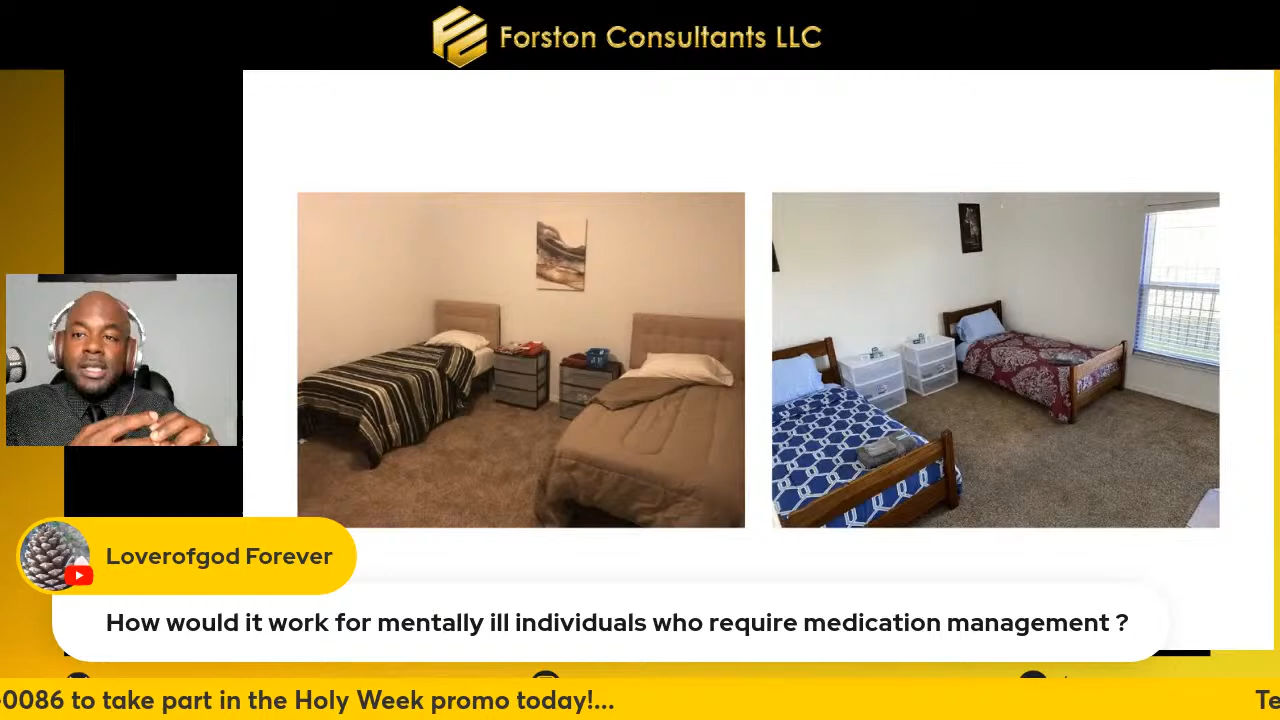 Forston Consultants LLC
Loverofgod Forever
How would it work for mentally ill individuals who require medication management ?
-0086 to take part in the Holy Week promo today!...
Te